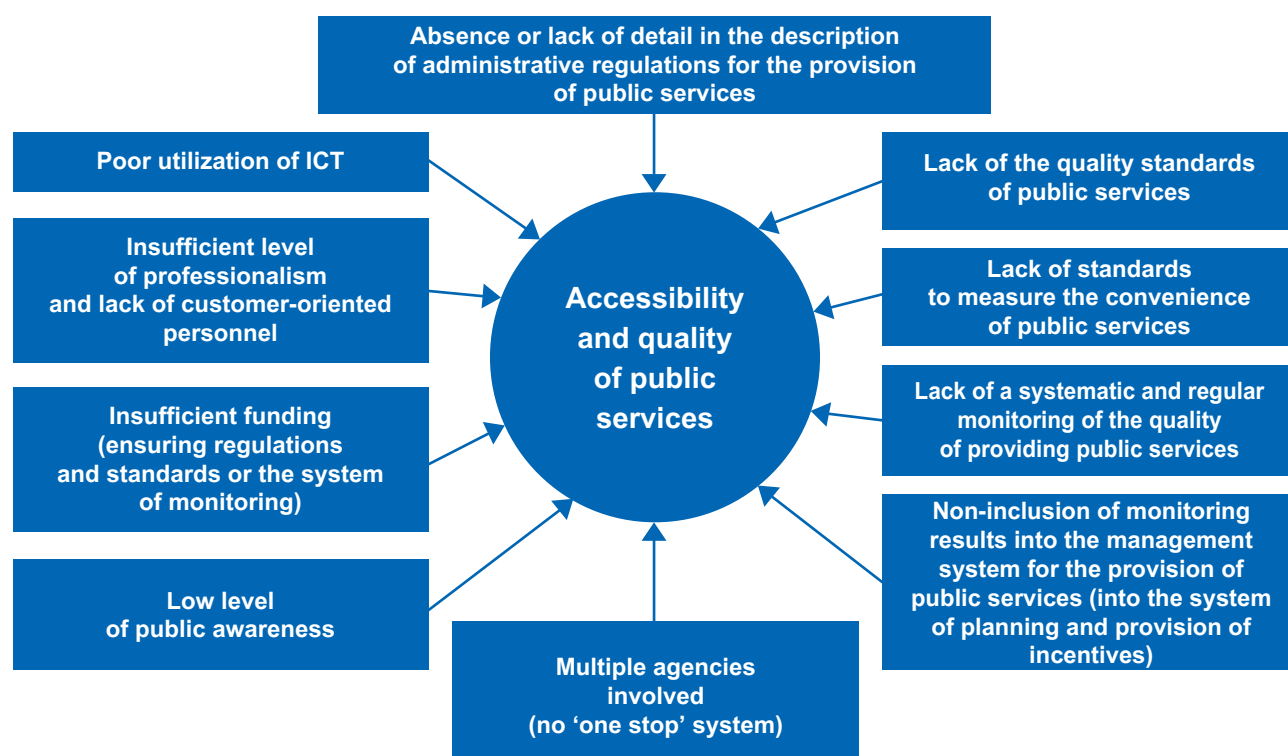 Absence or lack of detail in the description
of administrative regulations for the provision
of public services
Poor utilization of ICT
Insufficient level
of professionalism
and lack of customer-oriented
personnel
Insufficient funding
(ensuring regulations
and standards or the system
of monitoring)
Low level
of public awareness
Accessibility
and quality
of public
services
Lack of the quality standards
of public services
Lack of standards
to measure the convenience
of public services
Lack of a systematic and regular
monitoring of the quality
of providing public services
Non-inclusion of monitoring
results into the management
system for the provision of
public services (into the system
of planning and provision of
incentives)
Multiple agencies
involved
(no ‘one stop’ system)